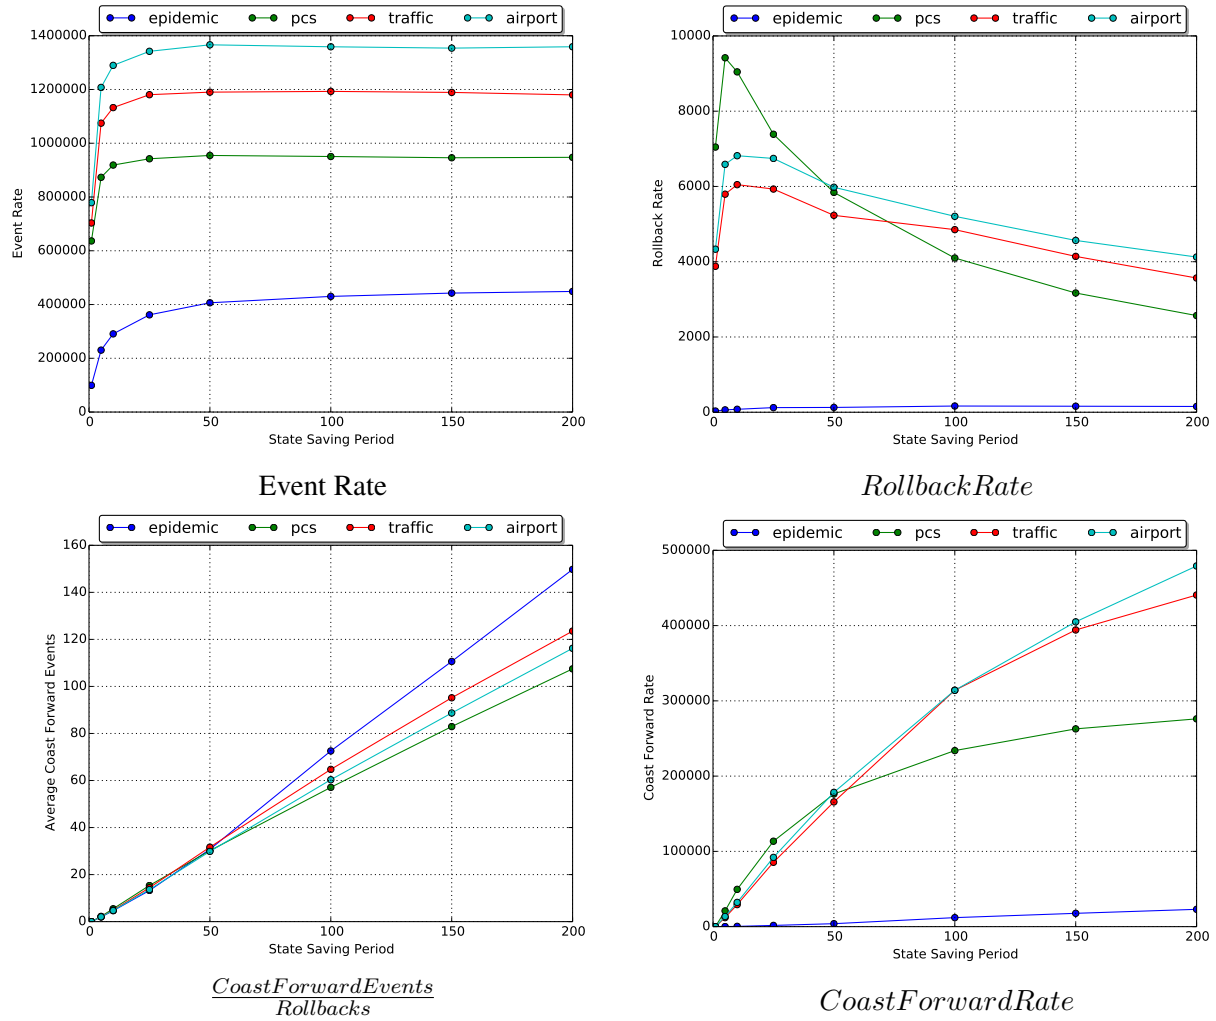 epidemic pcs traffic airport
1400000
1200000
1000000
800000
600000
400000
200000
0
Event Rate
0 50 100 150 200
State Saving Period
Event Rate
epidemic pcs traffic airport
10000
8000
6000
4000
2000
0
Rollback Rate
0 50 100 150 200
State Saving Period
RollbackRate
epidemic pcs traffic airport
160
140
120
100
80
60
40
20
0
Average Coast Forward Events
0 50 100 150 200
State Saving Period
CoastForwardEvents
Rollbacks
epidemic pcs traffic airport
500000
400000
300000
200000
100000
0
Coast Forward Rate
0 50 100 150 200
State Saving Period
CoastForwardRate